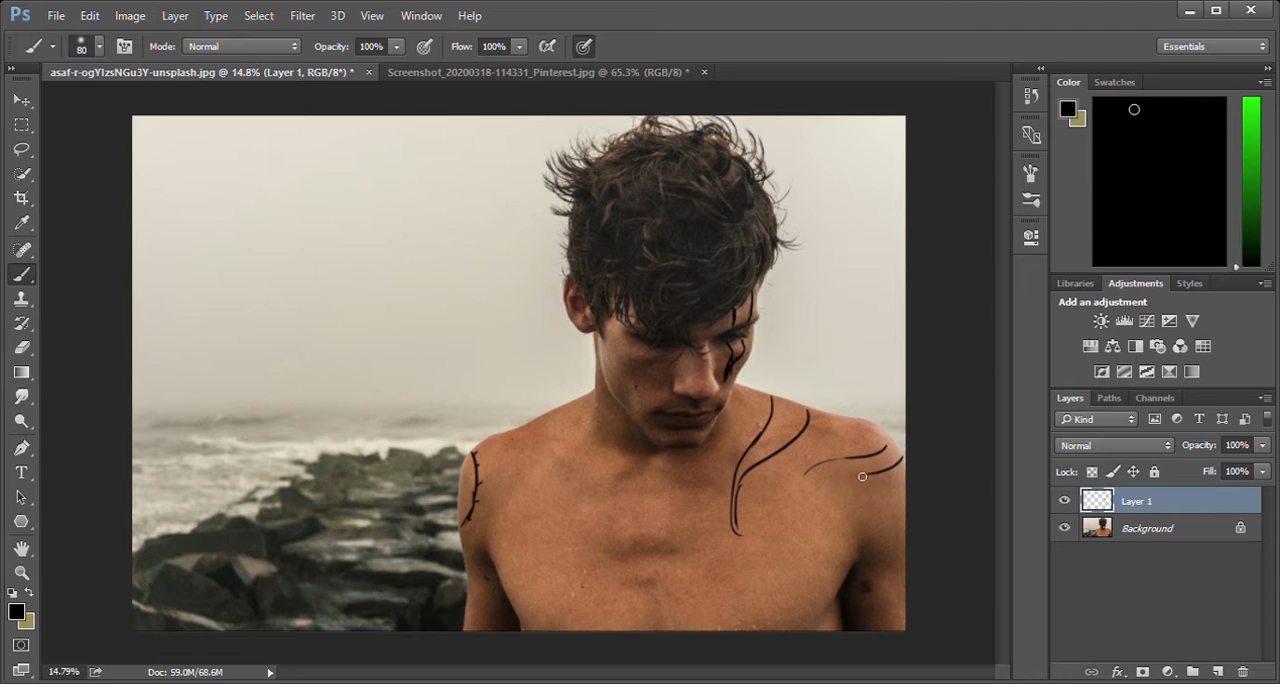 Ps File Edit Image Layer Type Select Filter 3D View Window Help
80 Mode: Normal Opacity: 100% Flow: 100% Essentials
asaf-r-ogYIzsNGu3Y-unsplash.jpg @ 14.8% (Layer 1, RGB/8*) * Screenshot_20200318-114331_Pinterest.jpg @ 65.3% (RGB/8) *
Color Swatches
Libraries Adjustments Styles
Add an adjustment
Layers Paths Channels
Kind
Normal Opacity: 100%
Lock: Fill: 100%
Layer 1
Background
14.79% Doc: 59.0M/68.6M